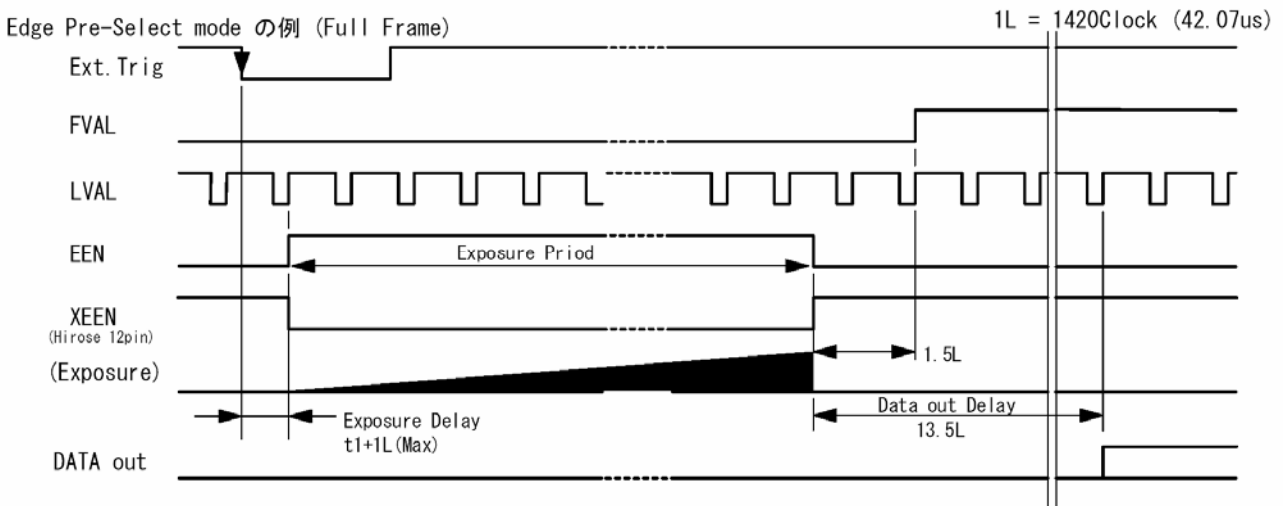 Edge Pre-Select mode の例 (Full Frame)
1L = 1420Clock (42.07us)
Ext.Trig
FVAL
LVAL
EEN
Exposure Priod
XEEN
(Hirose 12pin)
1.5L
(Exposure)
Exposure Delay
t1+1L(Max)
Data out Delay
13.5L
DATA out